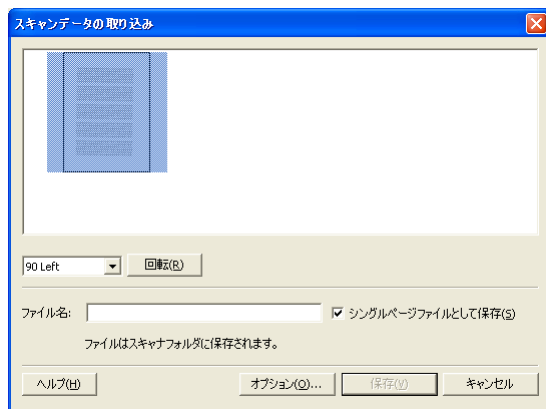 スキャンデータの取り込み
90 Left
回転(R)
ファイル名:
シングルページファイルとして保存(S)
ファイルはスキャナフォルダに保存されます。
ヘルプ(H)
オプション(O)...
保存(V)
キャンセル